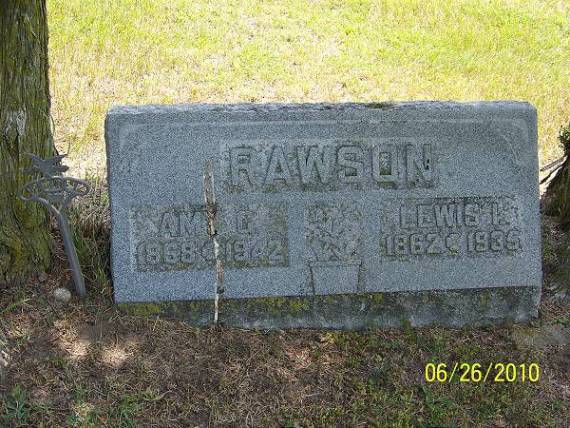 RAWSON
C.
1868 1942
LEWIS L.
1862 1935
06/26/2010